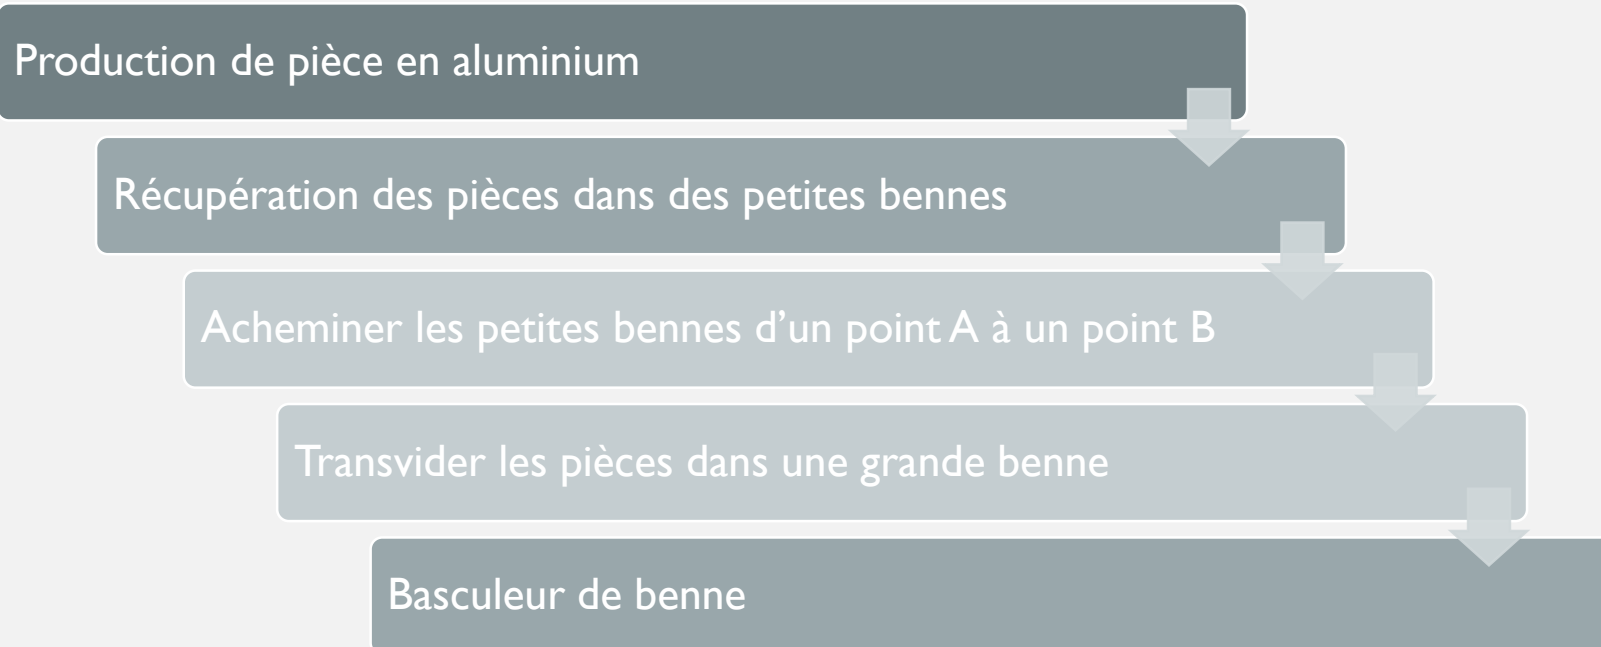 Production de pièce en aluminium
Récupération des pièces dans des petites bennes
Acheminer les petites bennes d’un point A à un point B
Transvider les pièces dans une grande benne
Basculeur de benne